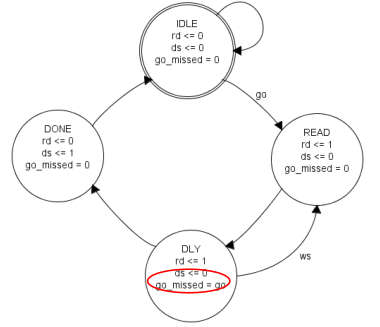 IDLE
rd <= 0
ds <= 0
go_missed = 0
go
DONE
rd <= 0
ds <= 1
go_missed = 0
READ
rd <= 1
ds <= 0
go_missed = 0
DLY
rd <= 1
ds <= 0
go_missed = go
ws